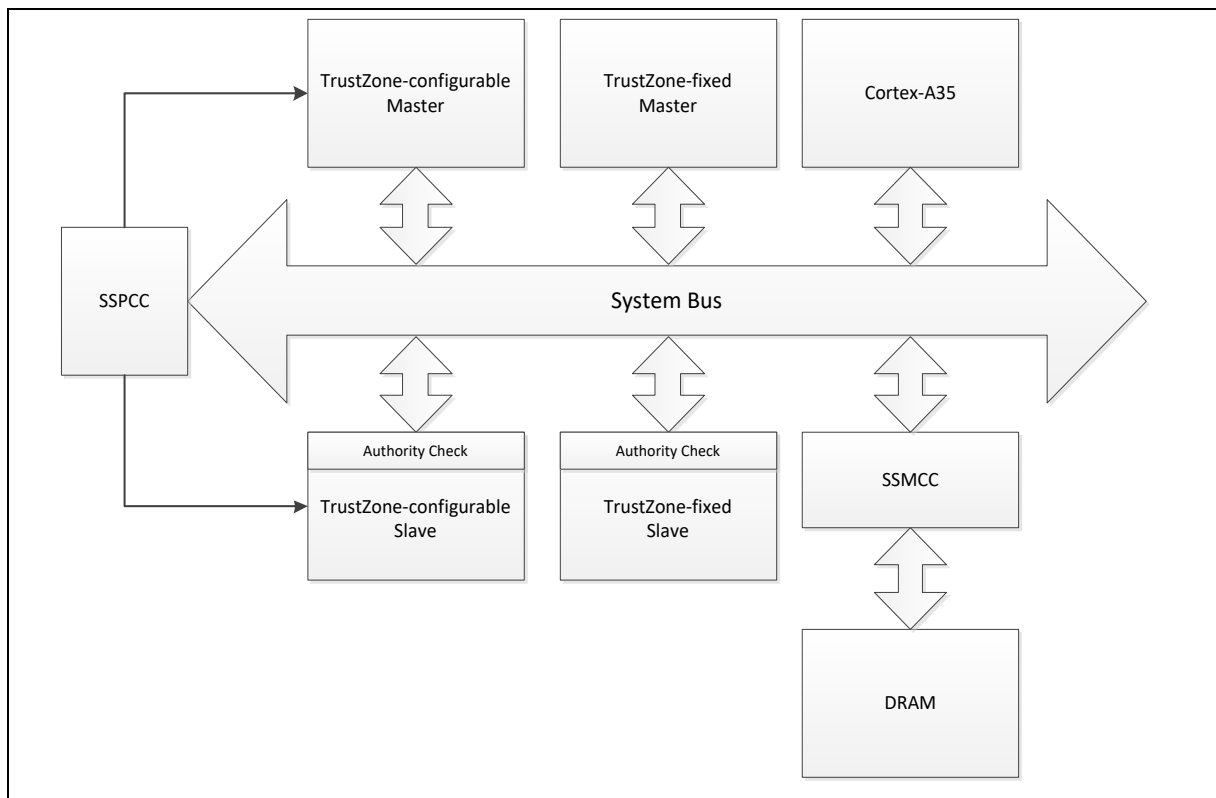 TrustZone-configurable
Master
TrustZone-fixed
Master
Cortex-A35
SSPCC
System Bus
Authority Check
TrustZone-configurable
Slave
Authority Check
TrustZone-fixed
Slave
SSMCC
DRAM